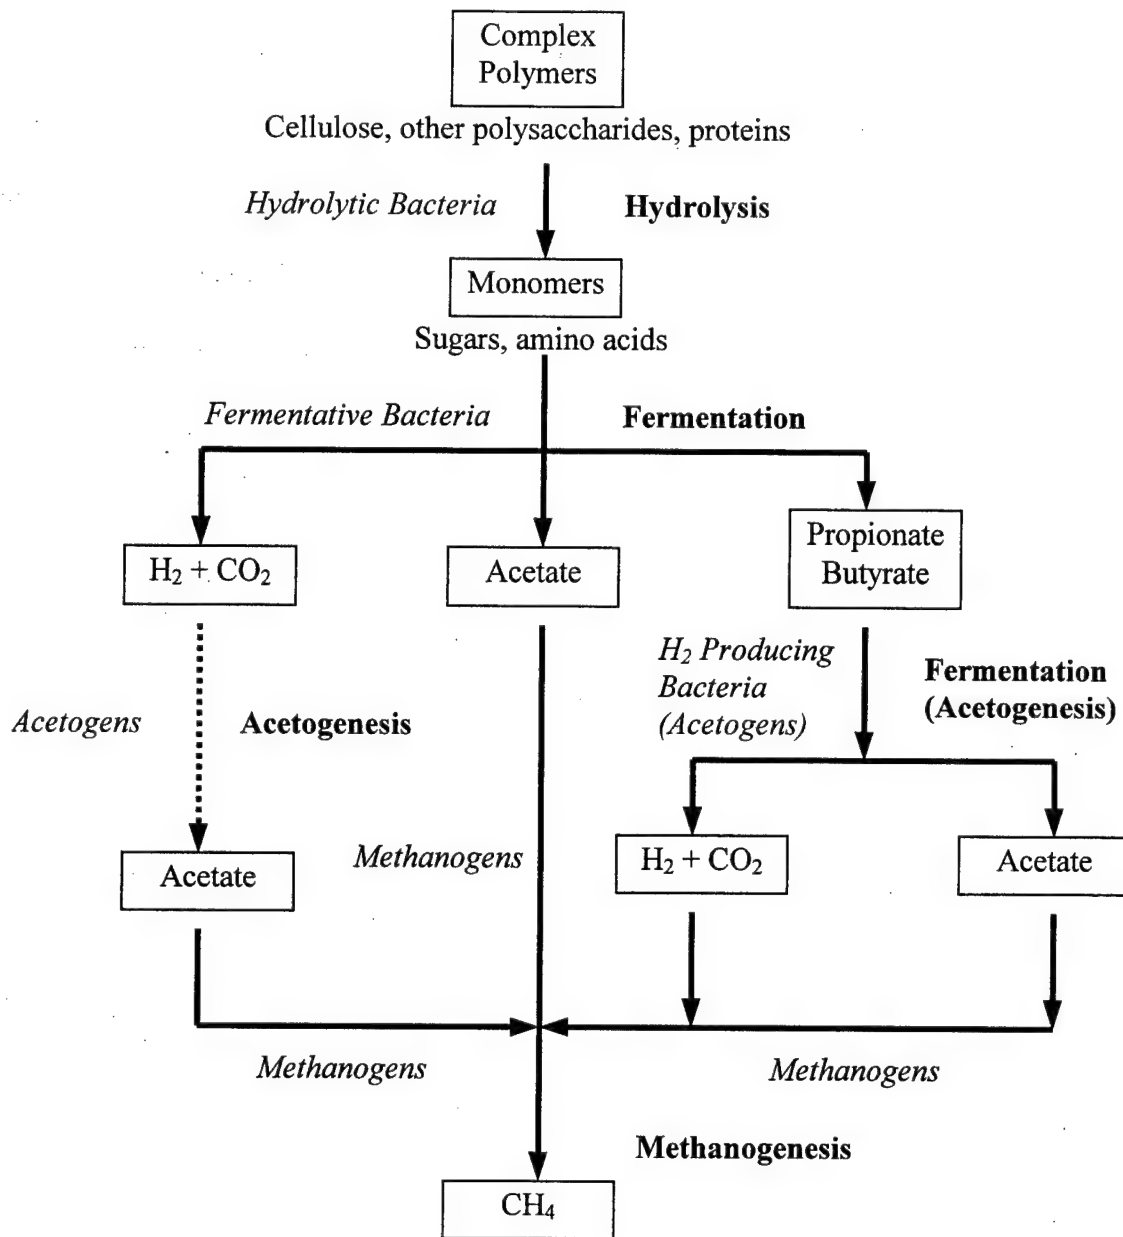 Complex
Polymers
Cellulose, other polysaccharides, proteins
Hydrolytic Bacteria
Hydrolysis
Monomers
Sugars, amino acids
Fermentative Bacteria
Fermentation
H₂ + CO₂
Acetate
Propionate
Butyrate
H₂ Producing
Bacteria
(Acetogens)
Fermentation
(Acetogenesis)
Acetogens
Acetogenesis
Methanogens
Acetate
H₂ + CO₂
Acetate
Methanogens
Methanogens
Methanogenesis
CH₄